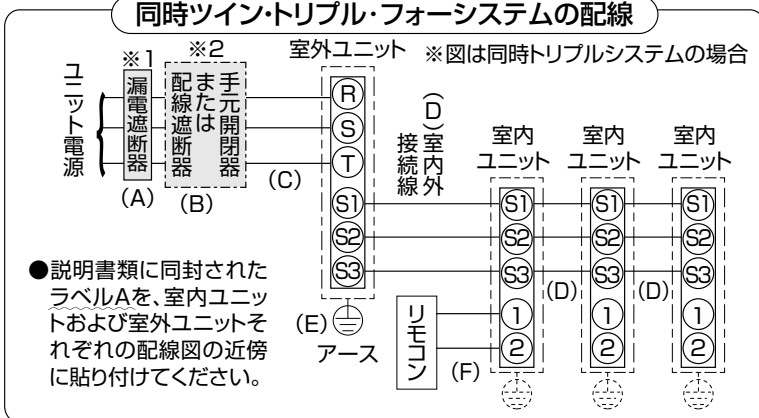 同時ツイン・トリプル・フォーシステムの配線
※図は同時トリプルシステムの場合
ユニット電源
※1
漏電遮断器
(A)
※2
手元開閉器
または
配線遮断器
(B)
(C)
室外ユニット
R
S
T
S1
S2
S3
(E)
アース
(D)室内外
接続線
室内
ユニット
S1
S2
S3
1
2
(D)
室内
ユニット
S1
S2
S3
1
2
(D)
室内
ユニット
S1
S2
S3
1
2
リモコン
(F)
●説明書類に同封された
ラベルAを、室内ユニッ
トおよび室外ユニットそ
れぞれの配線図の近傍
に貼り付けてください。